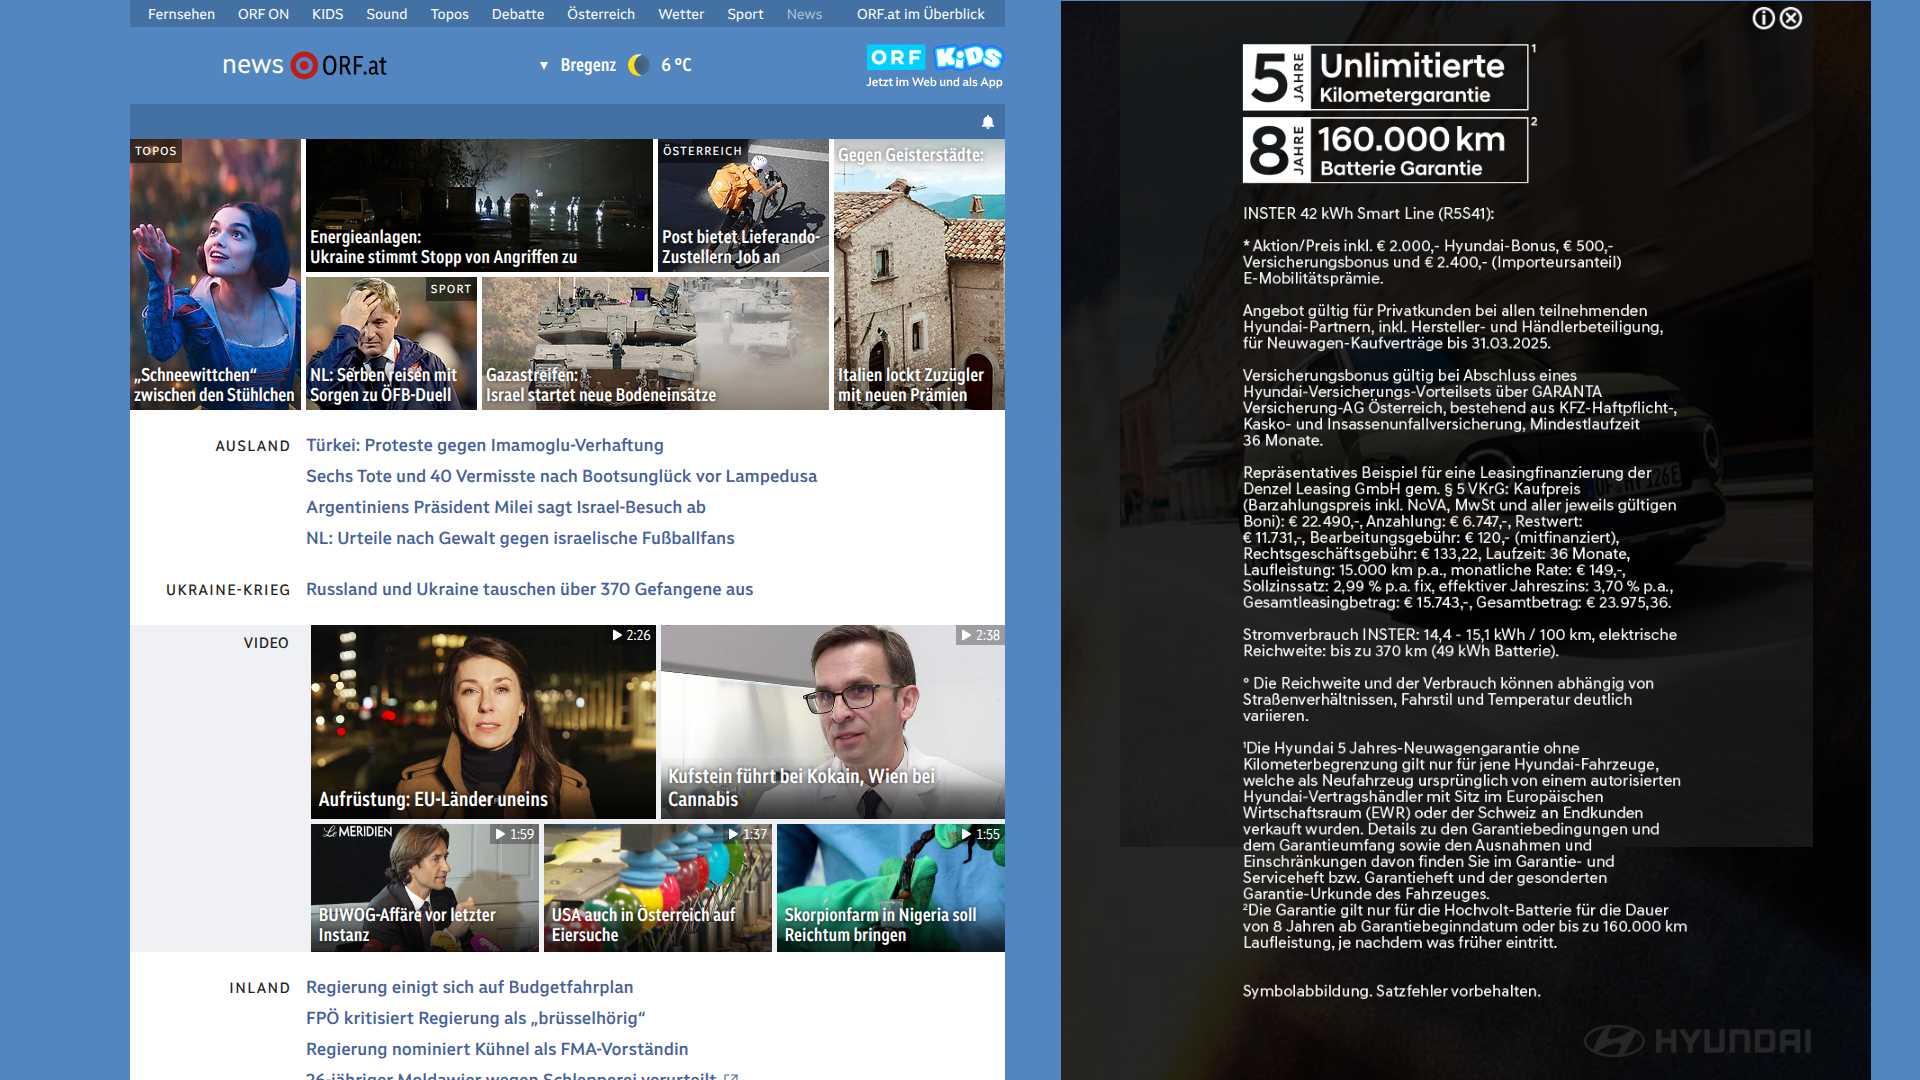 Fernsehen ORF ON KIDS Sound Topos Debatte Österreich Wetter Sport News ORF.at im Überblick
news ORF.at
▼ Bregenz 6 °C
ORF KiDS
Jetzt im Web und als App
TOPOS
„Schneewittchen“
zwischen den Stühlchen
Energieanlagen:
Ukraine stimmt Stopp von Angriffen zu
ÖSTERREICH
Post bietet Lieferando-
Zustellern Job an
Gegen Geisterstädte:
Italien lockt Zuzügler
mit neuen Prämien
SPORT
NL: Serben reisen mit
Sorgen zu ÖFB-Duell
Gazastreifen:
Israel startet neue Bodeneinsätze
AUSLAND
Türkei: Proteste gegen Imamoglu-Verhaftung
Sechs Tote und 40 Vermisste nach Bootsunglück vor Lampedusa
Argentiniens Präsident Milei sagt Israel-Besuch ab
NL: Urteile nach Gewalt gegen israelische Fußballfans
UKRAINE-KRIEG
Russland und Ukraine tauschen über 370 Gefangene aus
VIDEO
2:26
Aufrüstung: EU-Länder uneins
2:38
Kufstein führt bei Kokain, Wien bei
Cannabis
Le MERIDIEN
1:59
BUWOG-Affäre vor letzter
Instanz
1:37
USA auch in Österreich auf
Eiersuche
1:55
Skorpionfarm in Nigeria soll
Reichtum bringen
INLAND
Regierung einigt sich auf Budgetfahrplan
FPÖ kritisiert Regierung als „brüsselhörig“
Regierung nominiert Kühnel als FMA-Vorständin
26-jähriger Moldawier wegen Schlepperei verurteilt
5 JAHRE Unlimitierte Kilometergarantie 1
8 JAHRE 160.000 km Batterie Garantie 2
INSTER 42 kWh Smart Line (R5S41):
* Aktion/Preis inkl. € 2.000,- Hyundai-Bonus, € 500,-
Versicherungsbonus und € 2.400,- (Importeursanteil)
E-Mobilitätsprämie.
Angebot gültig für Privatkunden bei allen teilnehmenden
Hyundai-Partnern, inkl. Hersteller- und Händlerbeteiligung,
für Neuwagen-Kaufverträge bis 31.03.2025.
Versicherungsbonus gültig bei Abschluss eines
Hyundai-Versicherungs-Vorteilsets über GARANTA
Versicherung-AG Österreich, bestehend aus KFZ-Haftpflicht-,
Kasko- und Insassenunfallversicherung, Mindestlaufzeit
36 Monate.
Repräsentatives Beispiel für eine Leasingfinanzierung der
Denzel Leasing GmbH gem. § 5 VKrG: Kaufpreis
(Barzahlungspreis inkl. NoVA, MwSt und aller jeweils gültigen
Boni): € 22.490,-, Anzahlung: € 6.747,-, Restwert:
€ 11.731,-, Bearbeitungsgebühr: € 120,- (mitfinanziert),
Rechtsgeschäftsgebühr: € 133,22, Laufzeit: 36 Monate,
Laufleistung: 15.000 km p.a., monatliche Rate: € 149,-,
Sollzinssatz: 2,99 % p.a. fix, effektiver Jahreszins: 3,70 % p.a.,
Gesamtleasingbetrag: € 15.743,-, Gesamtbetrag: € 23.975,36.
Stromverbrauch INSTER: 14,4 - 15,1 kWh / 100 km, elektrische
Reichweite: bis zu 370 km (49 kWh Batterie).
° Die Reichweite und der Verbrauch können abhängig von
Straßenverhältnissen, Fahrstil und Temperatur deutlich
variieren.
¹Die Hyundai 5 Jahres-Neuwagengarantie ohne
Kilometerbegrenzung gilt nur für jene Hyundai-Fahrzeuge,
welche als Neufahrzeug ursprünglich von einem autorisierten
Hyundai-Vertragshändler mit Sitz im Europäischen
Wirtschaftsraum (EWR) oder der Schweiz an Endkunden
verkauft wurden. Details zu den Garantiebedingungen und
dem Garantieumfang sowie den Ausnahmen und
Einschränkungen davon finden Sie im Garantie- und
Serviceheft bzw. Garantieheft und der gesonderten
Garantie-Urkunde des Fahrzeuges.
²Die Garantie gilt nur für die Hochvolt-Batterie für die Dauer
von 8 Jahren ab Garantiebeginndatum oder bis zu 160.000 km
Laufleistung, je nachdem was früher eintritt.
Symbolabbildung. Satzfehler vorbehalten.
HYUNDAI